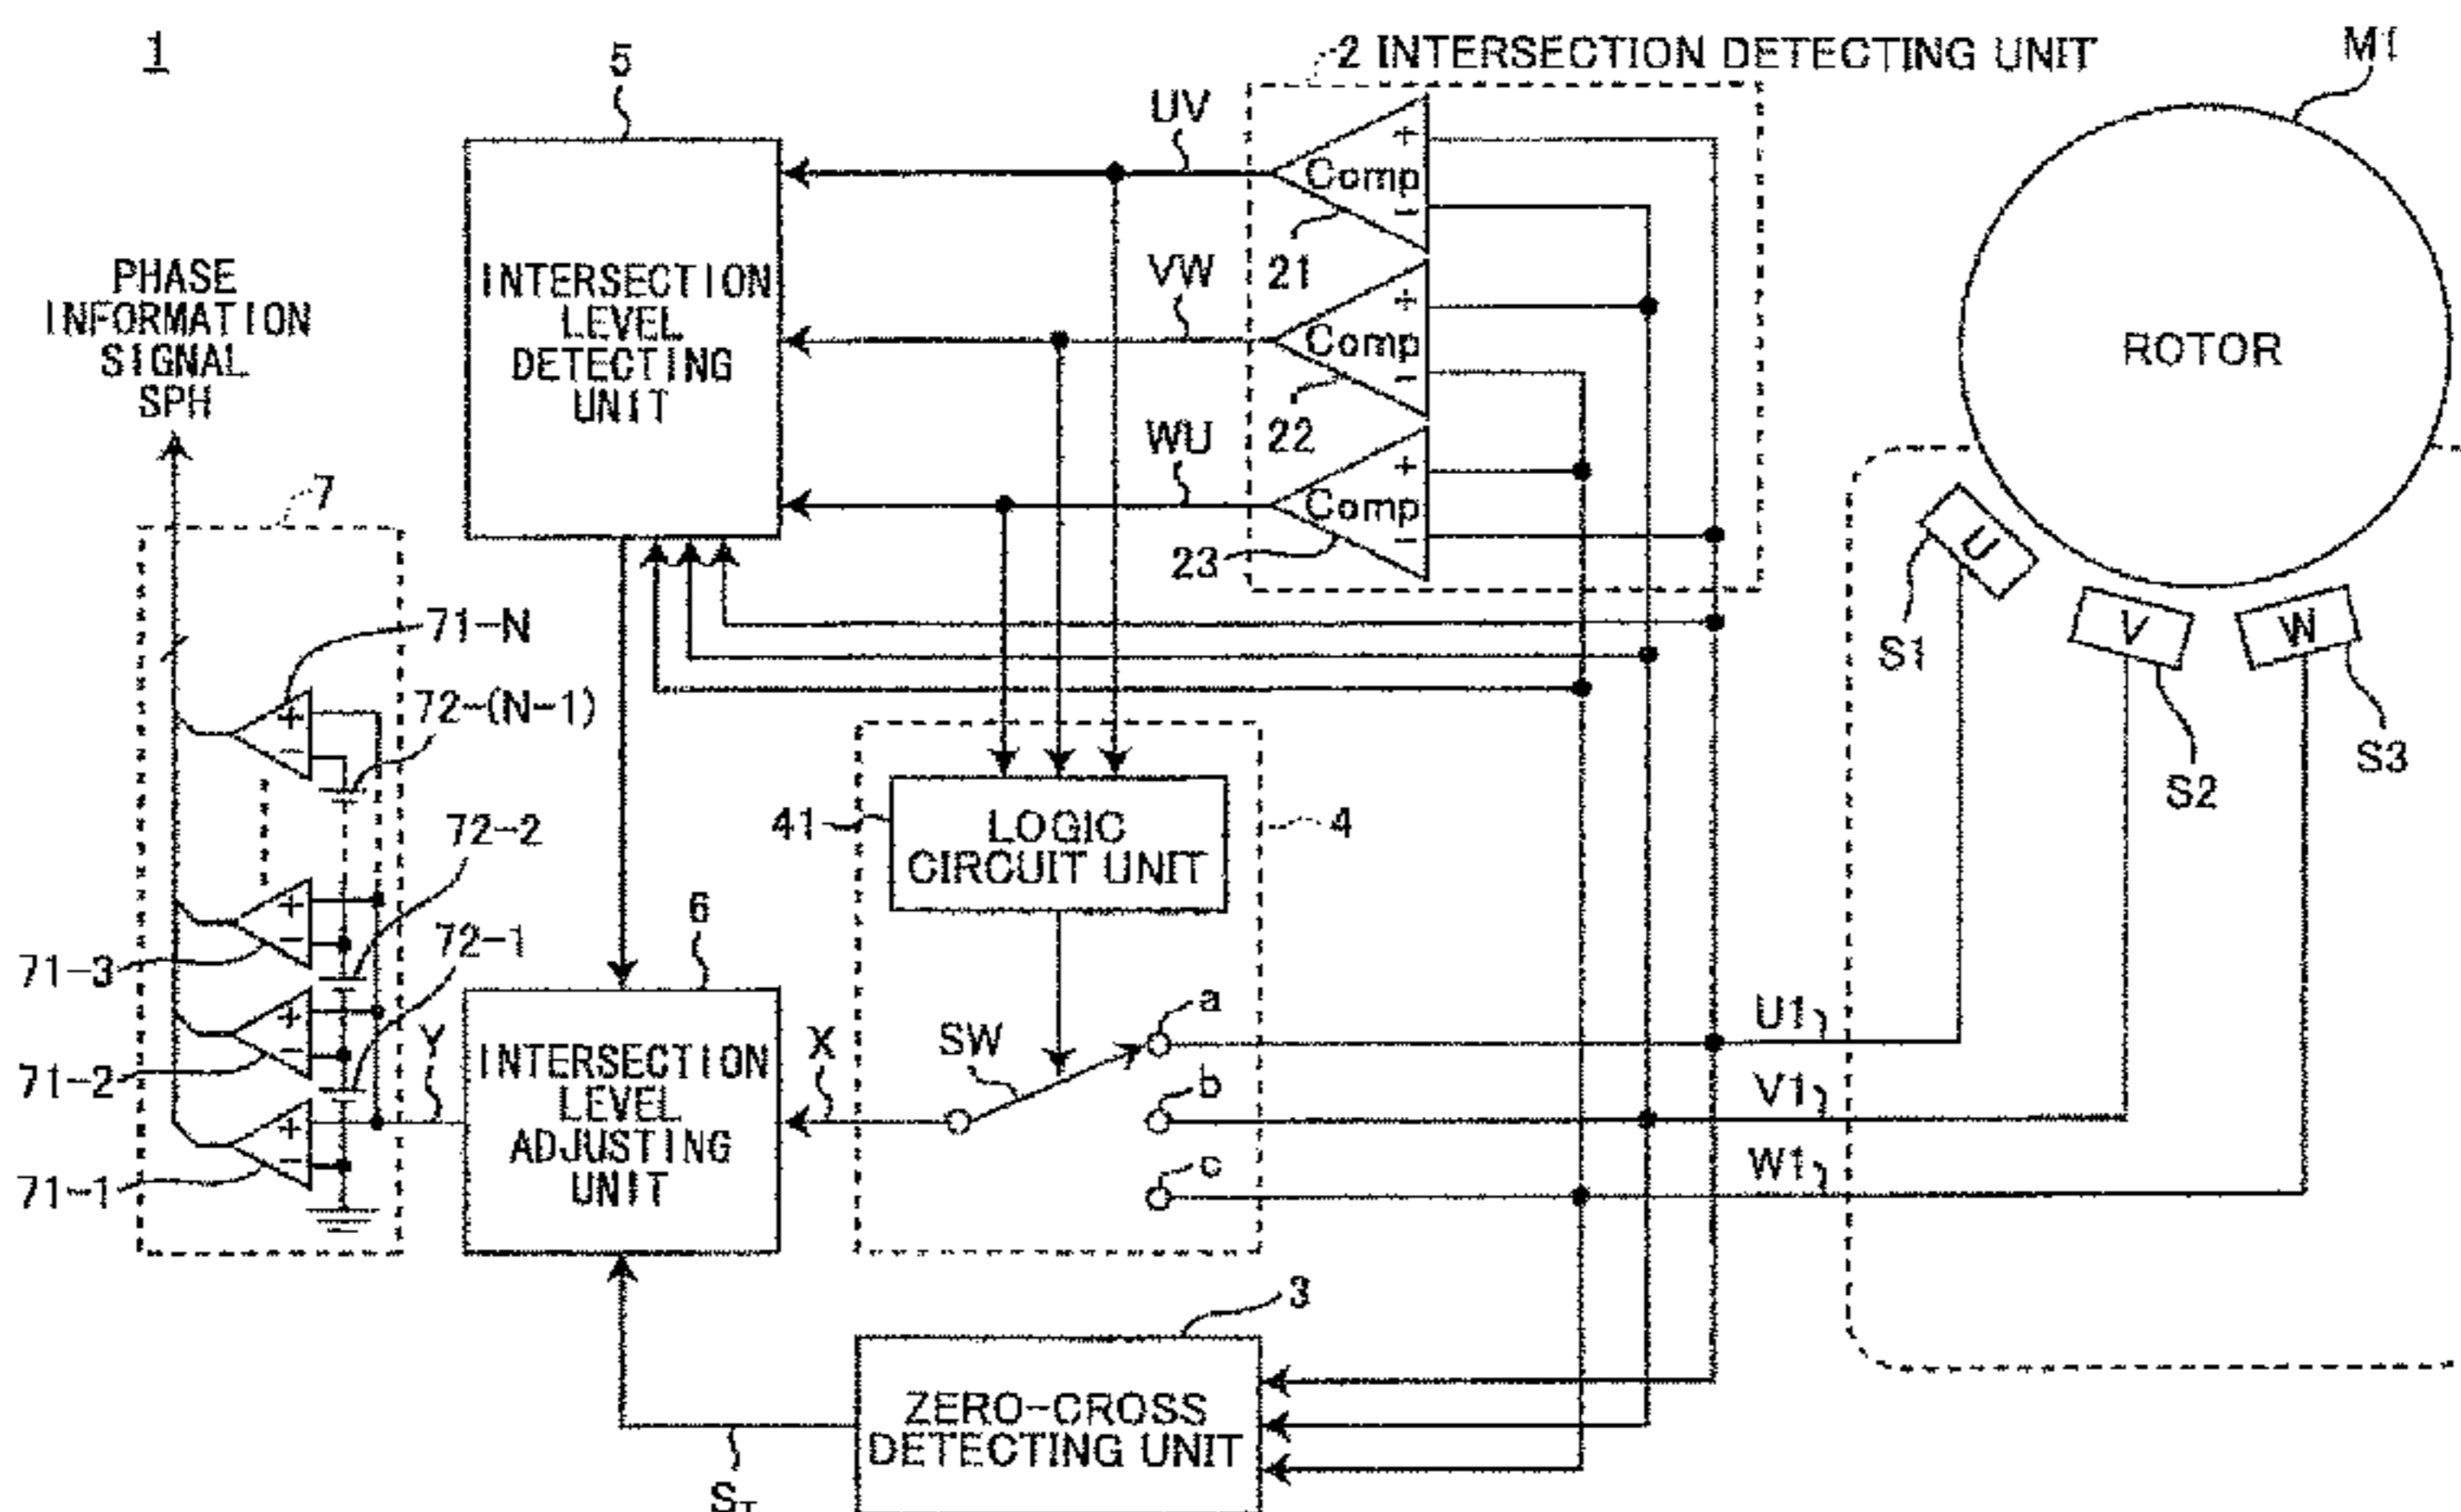 1
5
2 INTERSECTION DETECTING UNIT
M1
UV
+
Comp
−
21
VW
+
Comp
−
22
WU
+
Comp
−
23
INTERSECTION
LEVEL
DETECTING
UNIT
ROTOR
PHASE
INFORMATION
SIGNAL
SPH
7
U
V
W
S1
S2
S3
71-N
+
−
72-(N-1)
72-2
+
−
71-3
72-1
+
−
71-2
+
−
71-1
Y
6
INTERSECTION
LEVEL
ADJUSTING
UNIT
X
41
LOGIC
CIRCUIT UNIT
4
SW
a
b
c
U1
V1
W1
3
ZERO-CROSS
DETECTING UNIT